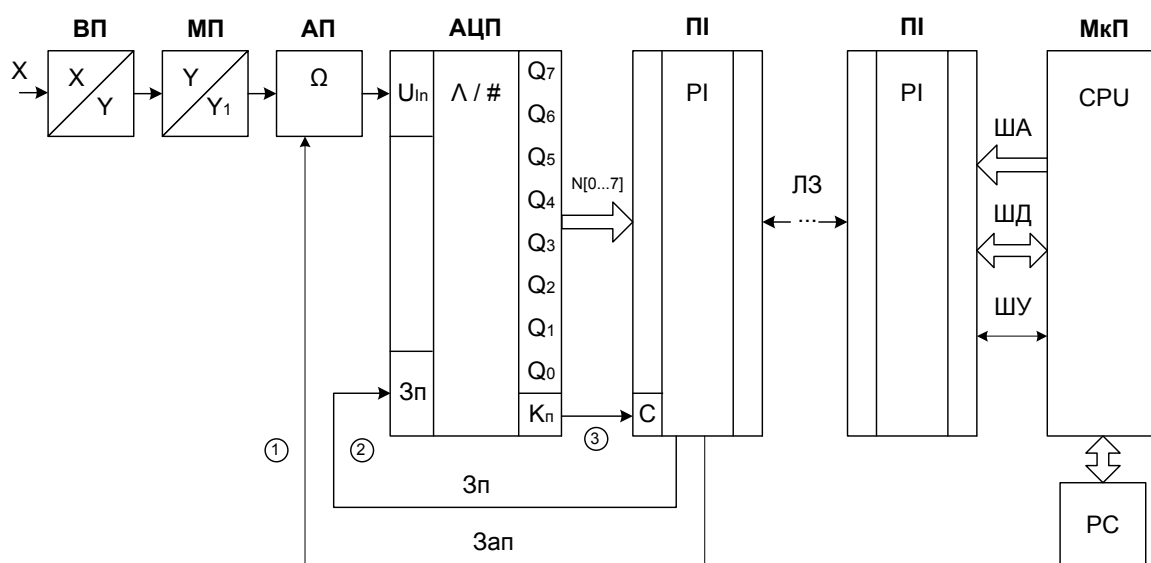 ВП МП АП АЦП ПІ ПІ МкП
X
X
Y
Y
Y1
Ω
UIn
Λ / #
Q7
Q6
Q5
Q4
Q3
Q2
Q1
Q0
Зп
Kп
N[0...7]
PI
C
ЛЗ
...
PI
ША
ШД
ШУ
CPU
1
2
3
Зп
Зап
PC